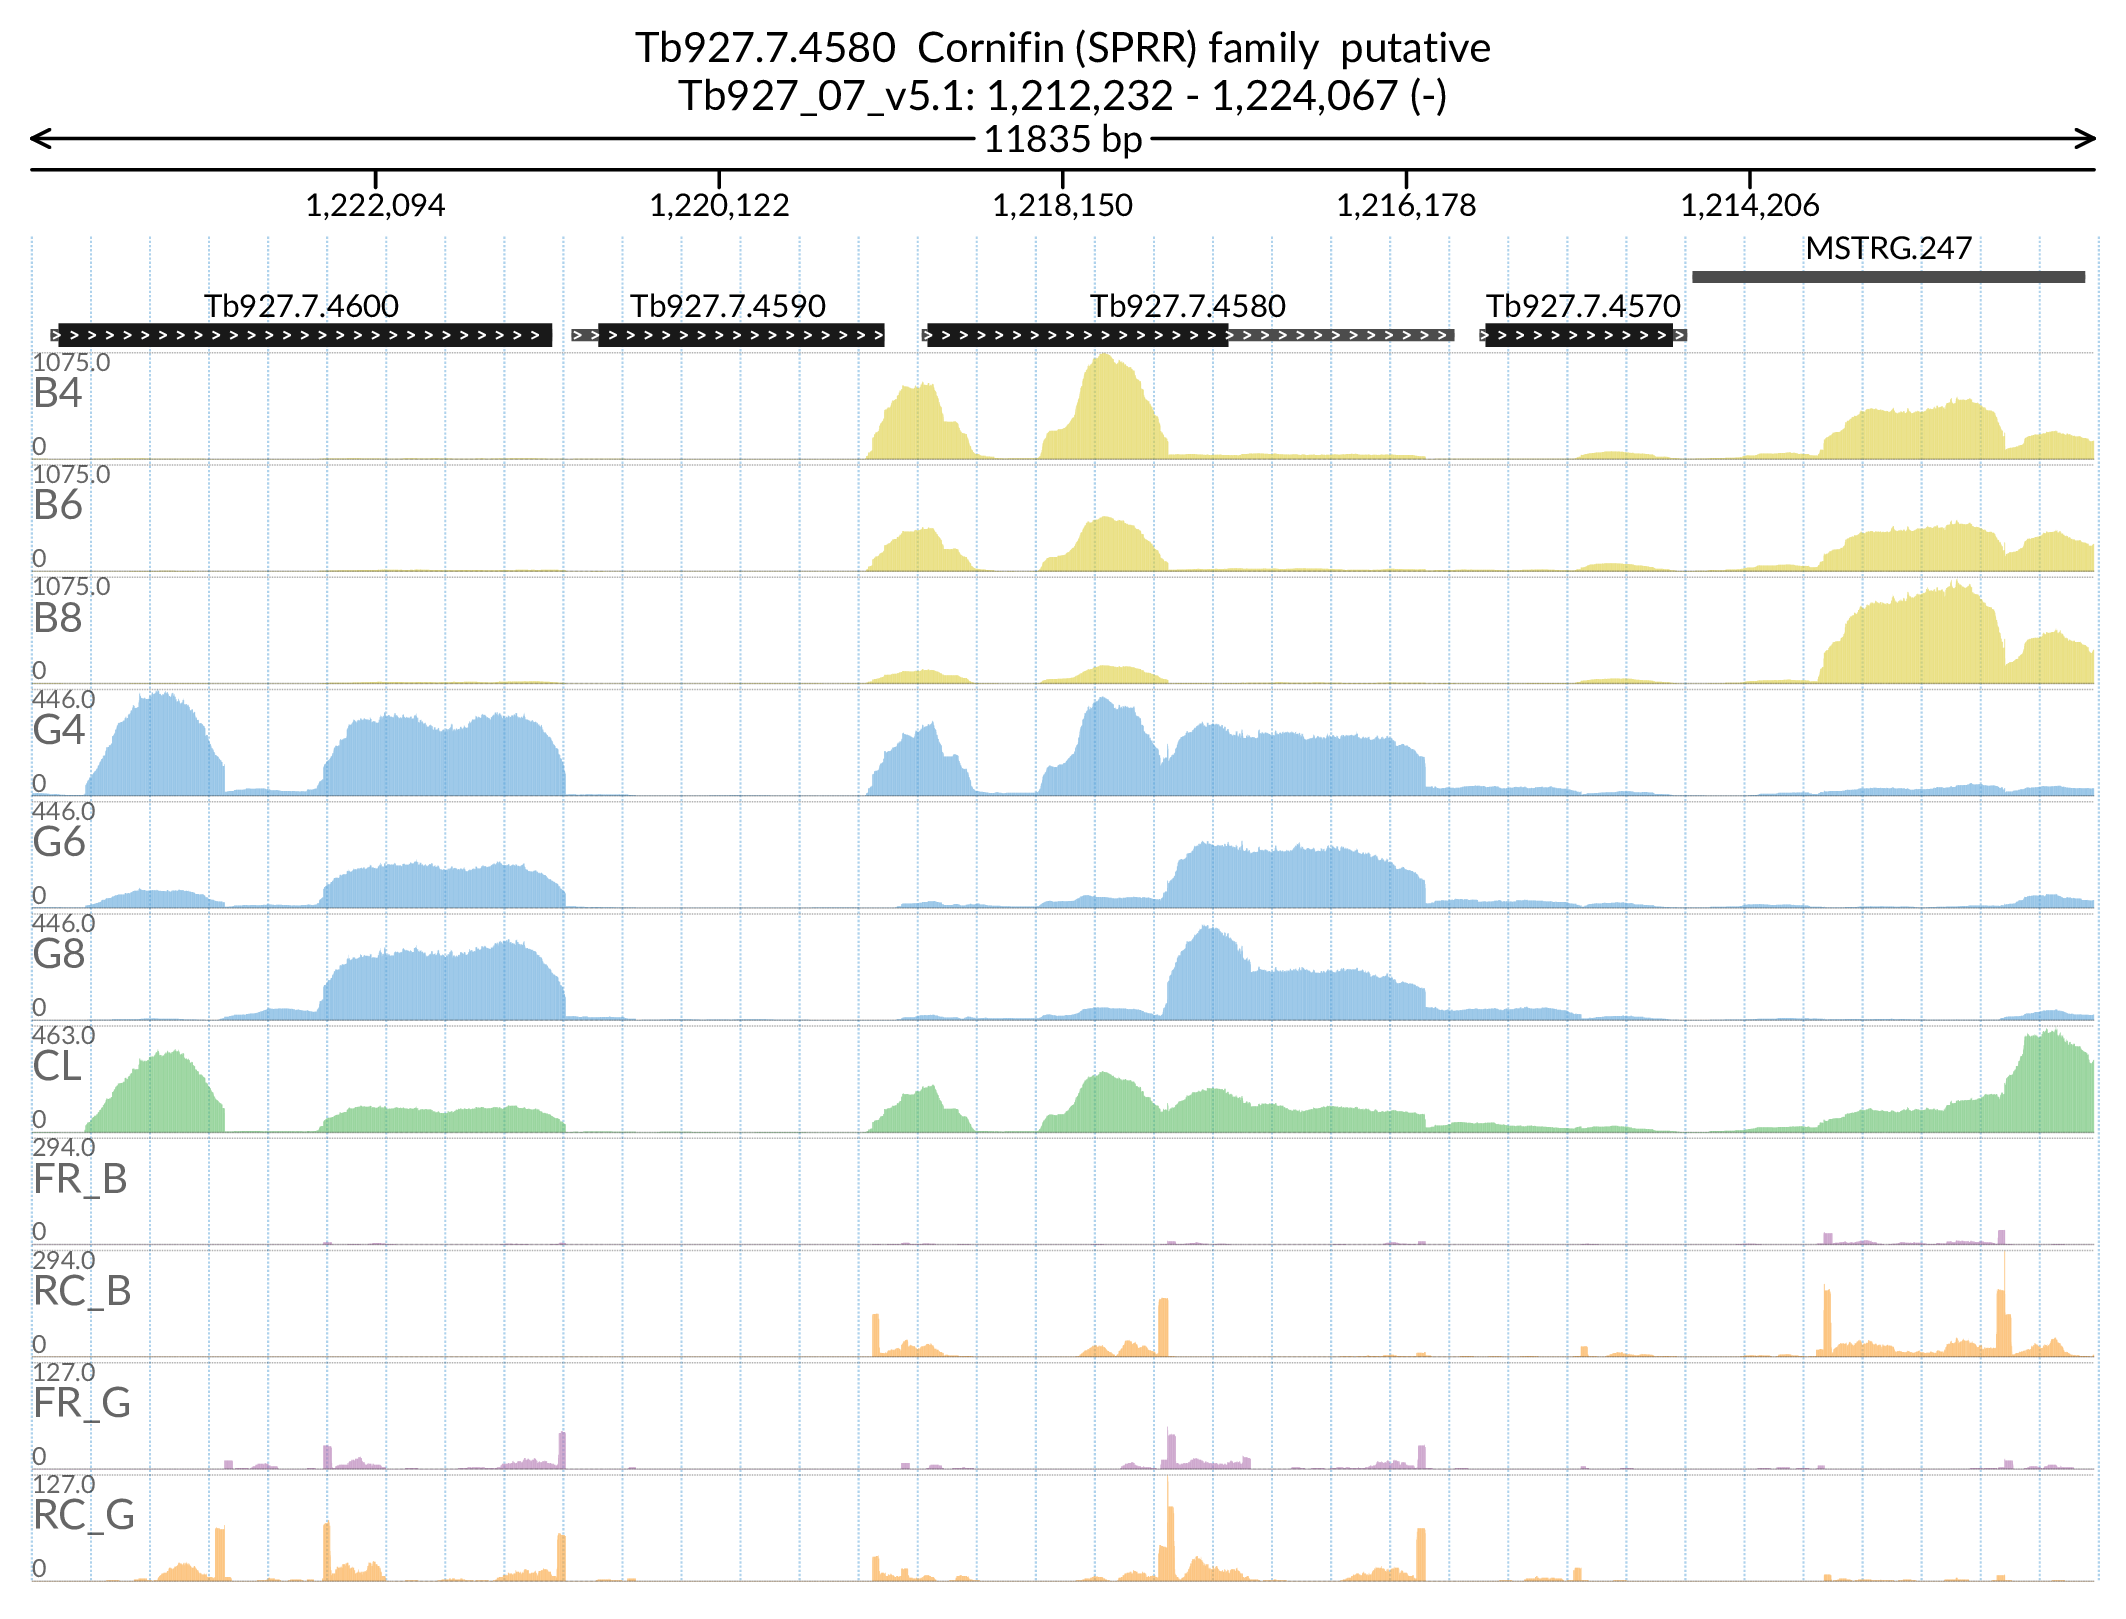 Tb927.7.4580  Cornifin (SPRR) family  putative
Tb927_07_v5.1: 1,212,232 - 1,224,067 (-)
11835 bp
1,222,094 1,220,122 1,218,150 1,216,178 1,214,206
MSTRG.247
Tb927.7.4600 Tb927.7.4590 Tb927.7.4580 Tb927.7.4570
1075.0
B4
0
1075.0
B6
0
1075.0
B8
0
446.0
G4
0
446.0
G6
0
446.0
G8
0
463.0
CL
0
294.0
FR_B
0
294.0
RC_B
0
127.0
FR_G
0
127.0
RC_G
0